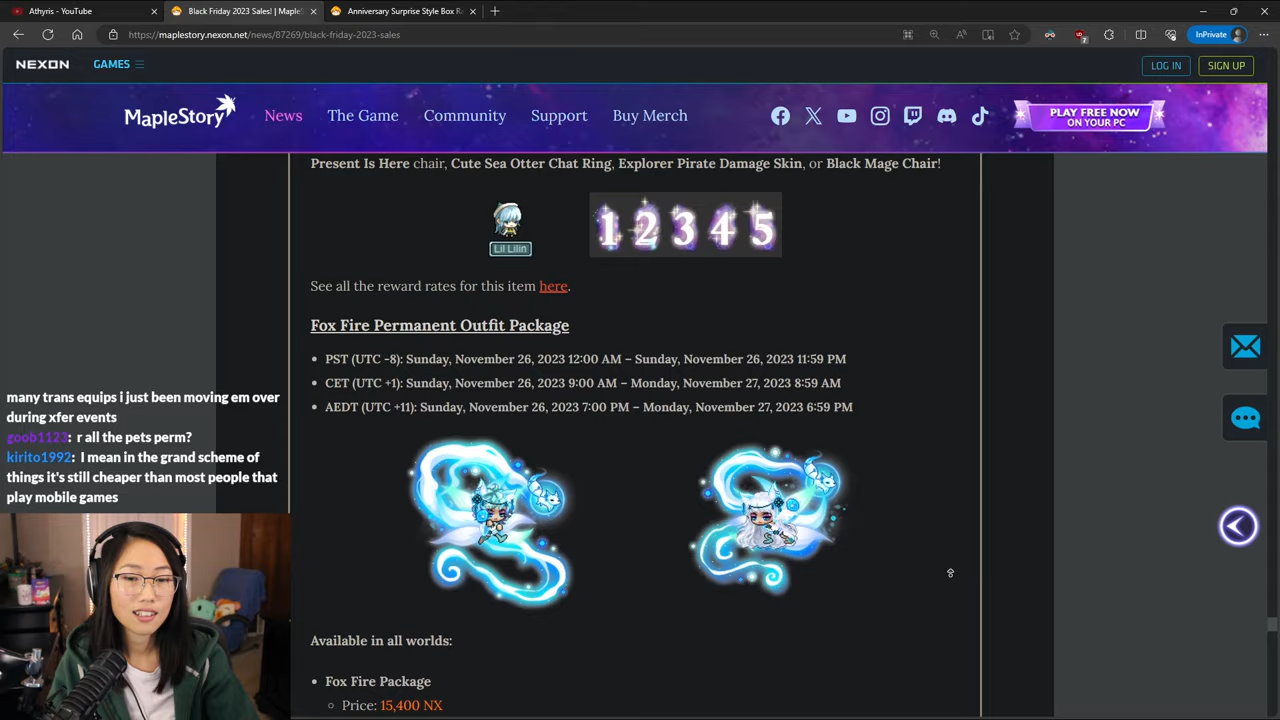 Athyris - YouTube
Black Friday 2023 Sales! | MapleS
Anniversary Surprise Style Box Ra
https://maplestory.nexon.net/news/87269/black-friday-2023-sales
InPrivate
NEXON GAMES
LOG IN SIGN UP
MapleStory News The Game Community Support Buy Merch
PLAY FREE NOW
ON YOUR PC
Present Is Here chair, Cute Sea Otter Chat Ring, Explorer Pirate Damage Skin, or Black Mage Chair!
1 2 3 4 5
Lil Lilin
See all the reward rates for this item here.
Fox Fire Permanent Outfit Package
• PST (UTC -8): Sunday, November 26, 2023 12:00 AM – Sunday, November 26, 2023 11:59 PM
• CET (UTC +1): Sunday, November 26, 2023 9:00 AM – Monday, November 27, 2023 8:59 AM
• AEDT (UTC +11): Sunday, November 26, 2023 7:00 PM – Monday, November 27, 2023 6:59 PM
many trans equips i just been moving em over
during xfer events
goob1123: r all the pets perm?
kirito1992: I mean in the grand scheme of
things it's still cheaper than most people that
play mobile games
Available in all worlds:
• Fox Fire Package
Price: 15,400 NX